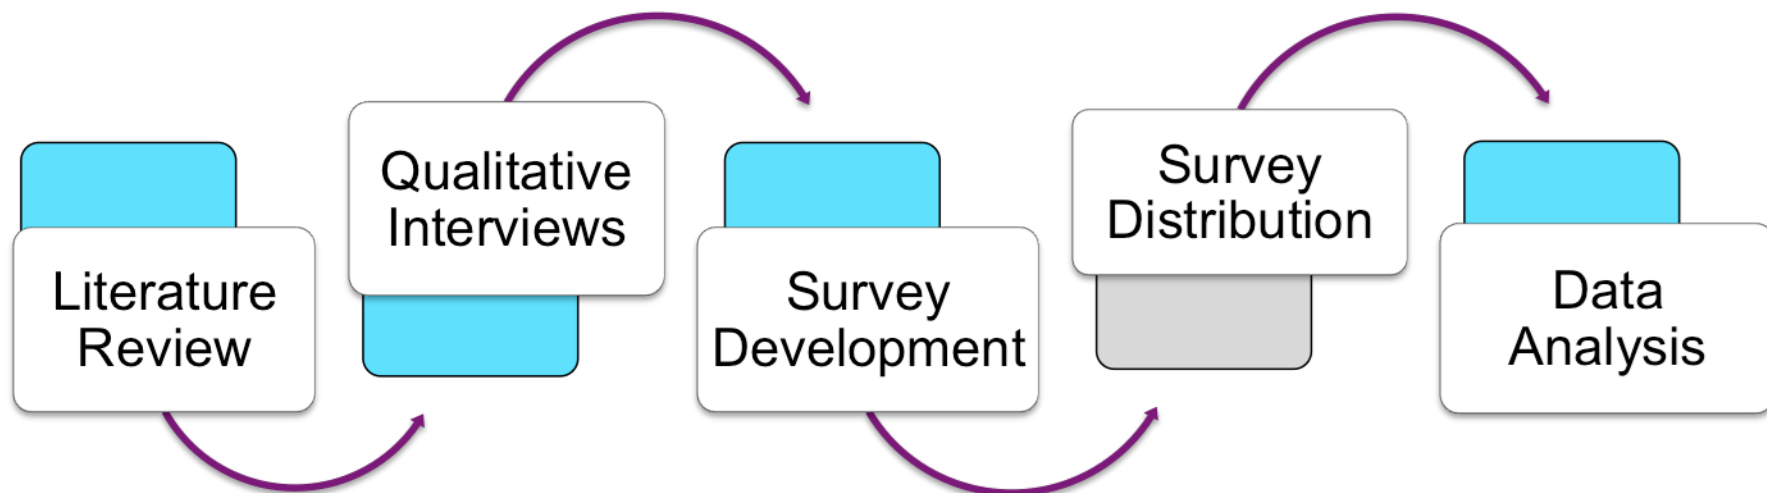 Literature
Review
Qualitative
Interviews
Survey
Development
Survey
Distribution
Data
Analysis